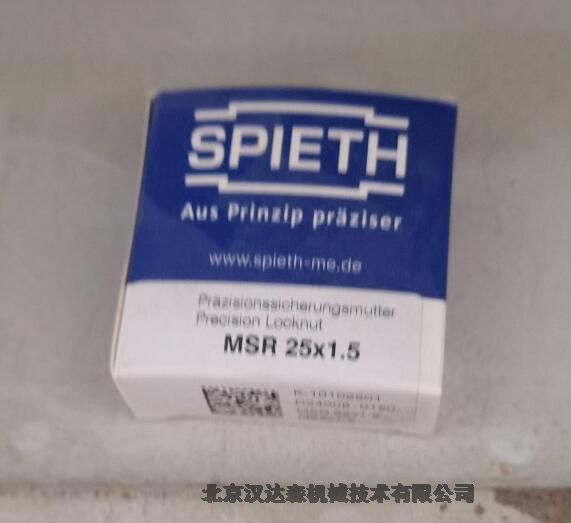 SPIETH
Aus Prinzip präziser
www.spieth-me.de
Präzisionssicherungsmutter
Precision Locknut
MSR 25x1.5
北京汉达森机械技术有限公司